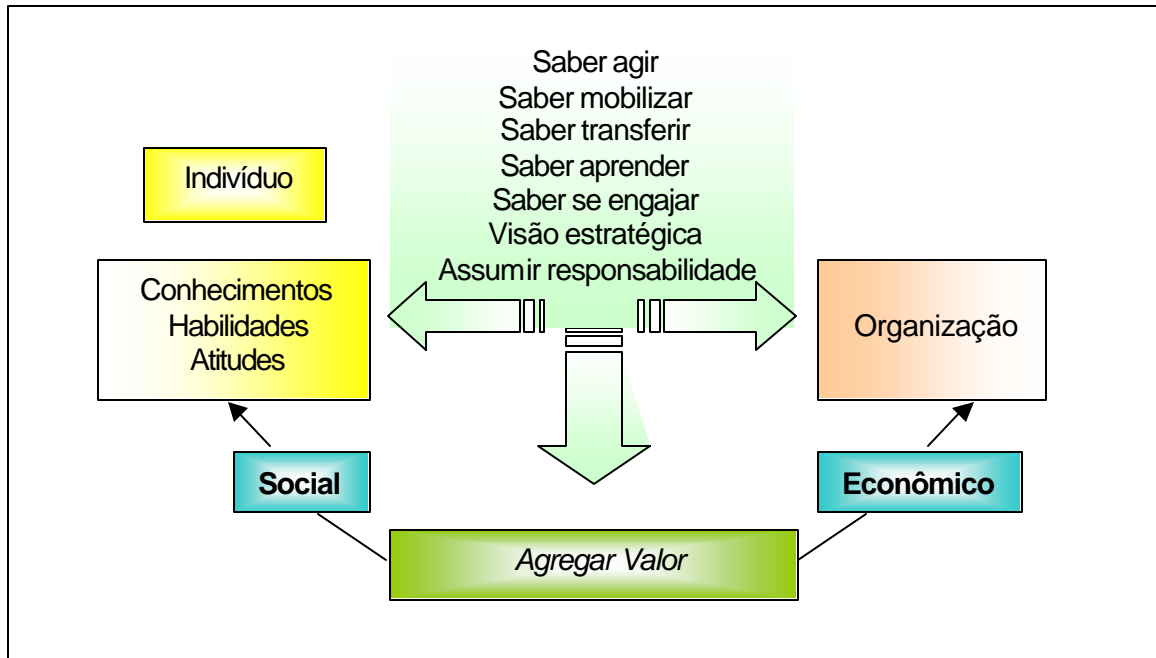 Saber agir
Saber mobilizar
Saber transferir
Saber aprender
Saber se engajar
Visão estratégica
Assumir responsabilidade
Indivíduo
Conhecimentos
Habilidades
Atitudes
Organização
Social
Econômico
Agregar Valor